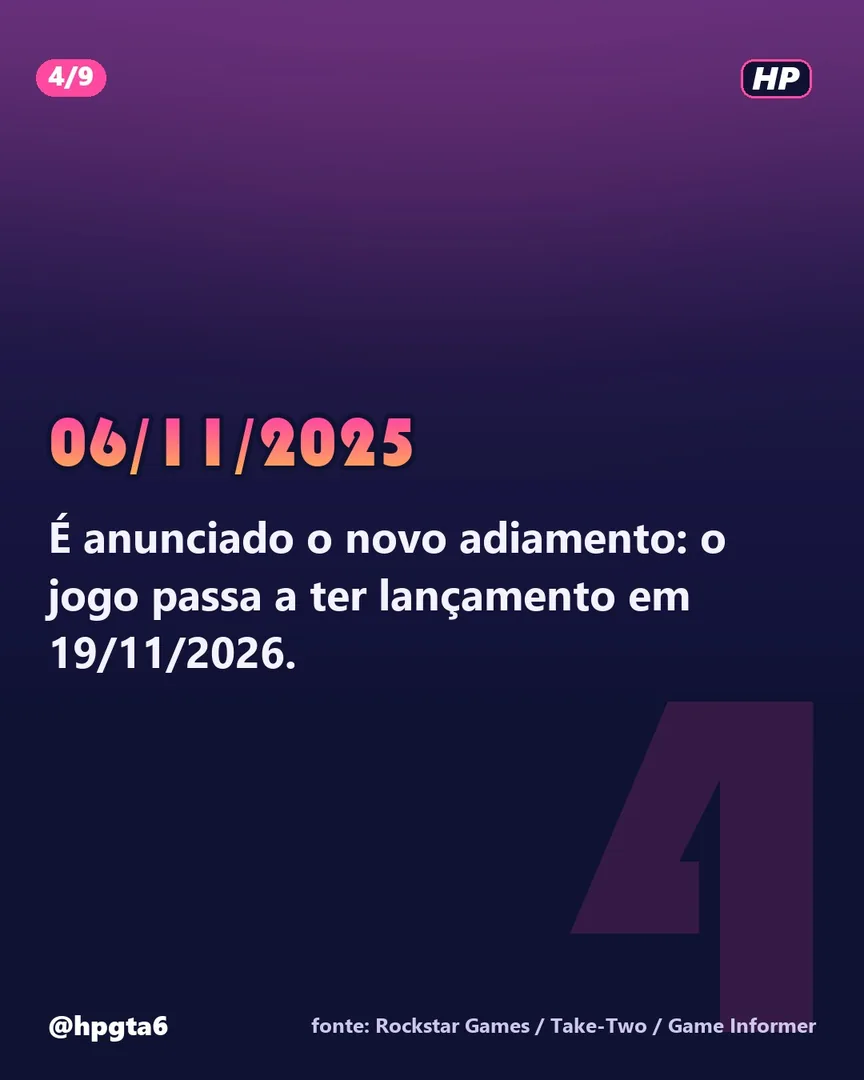 4/9
HP
06/11/2025
É anunciado o novo adiamento: o
jogo passa a ter lançamento em
19/11/2026.
4
@hpgta6
fonte: Rockstar Games / Take-Two / Game Informer